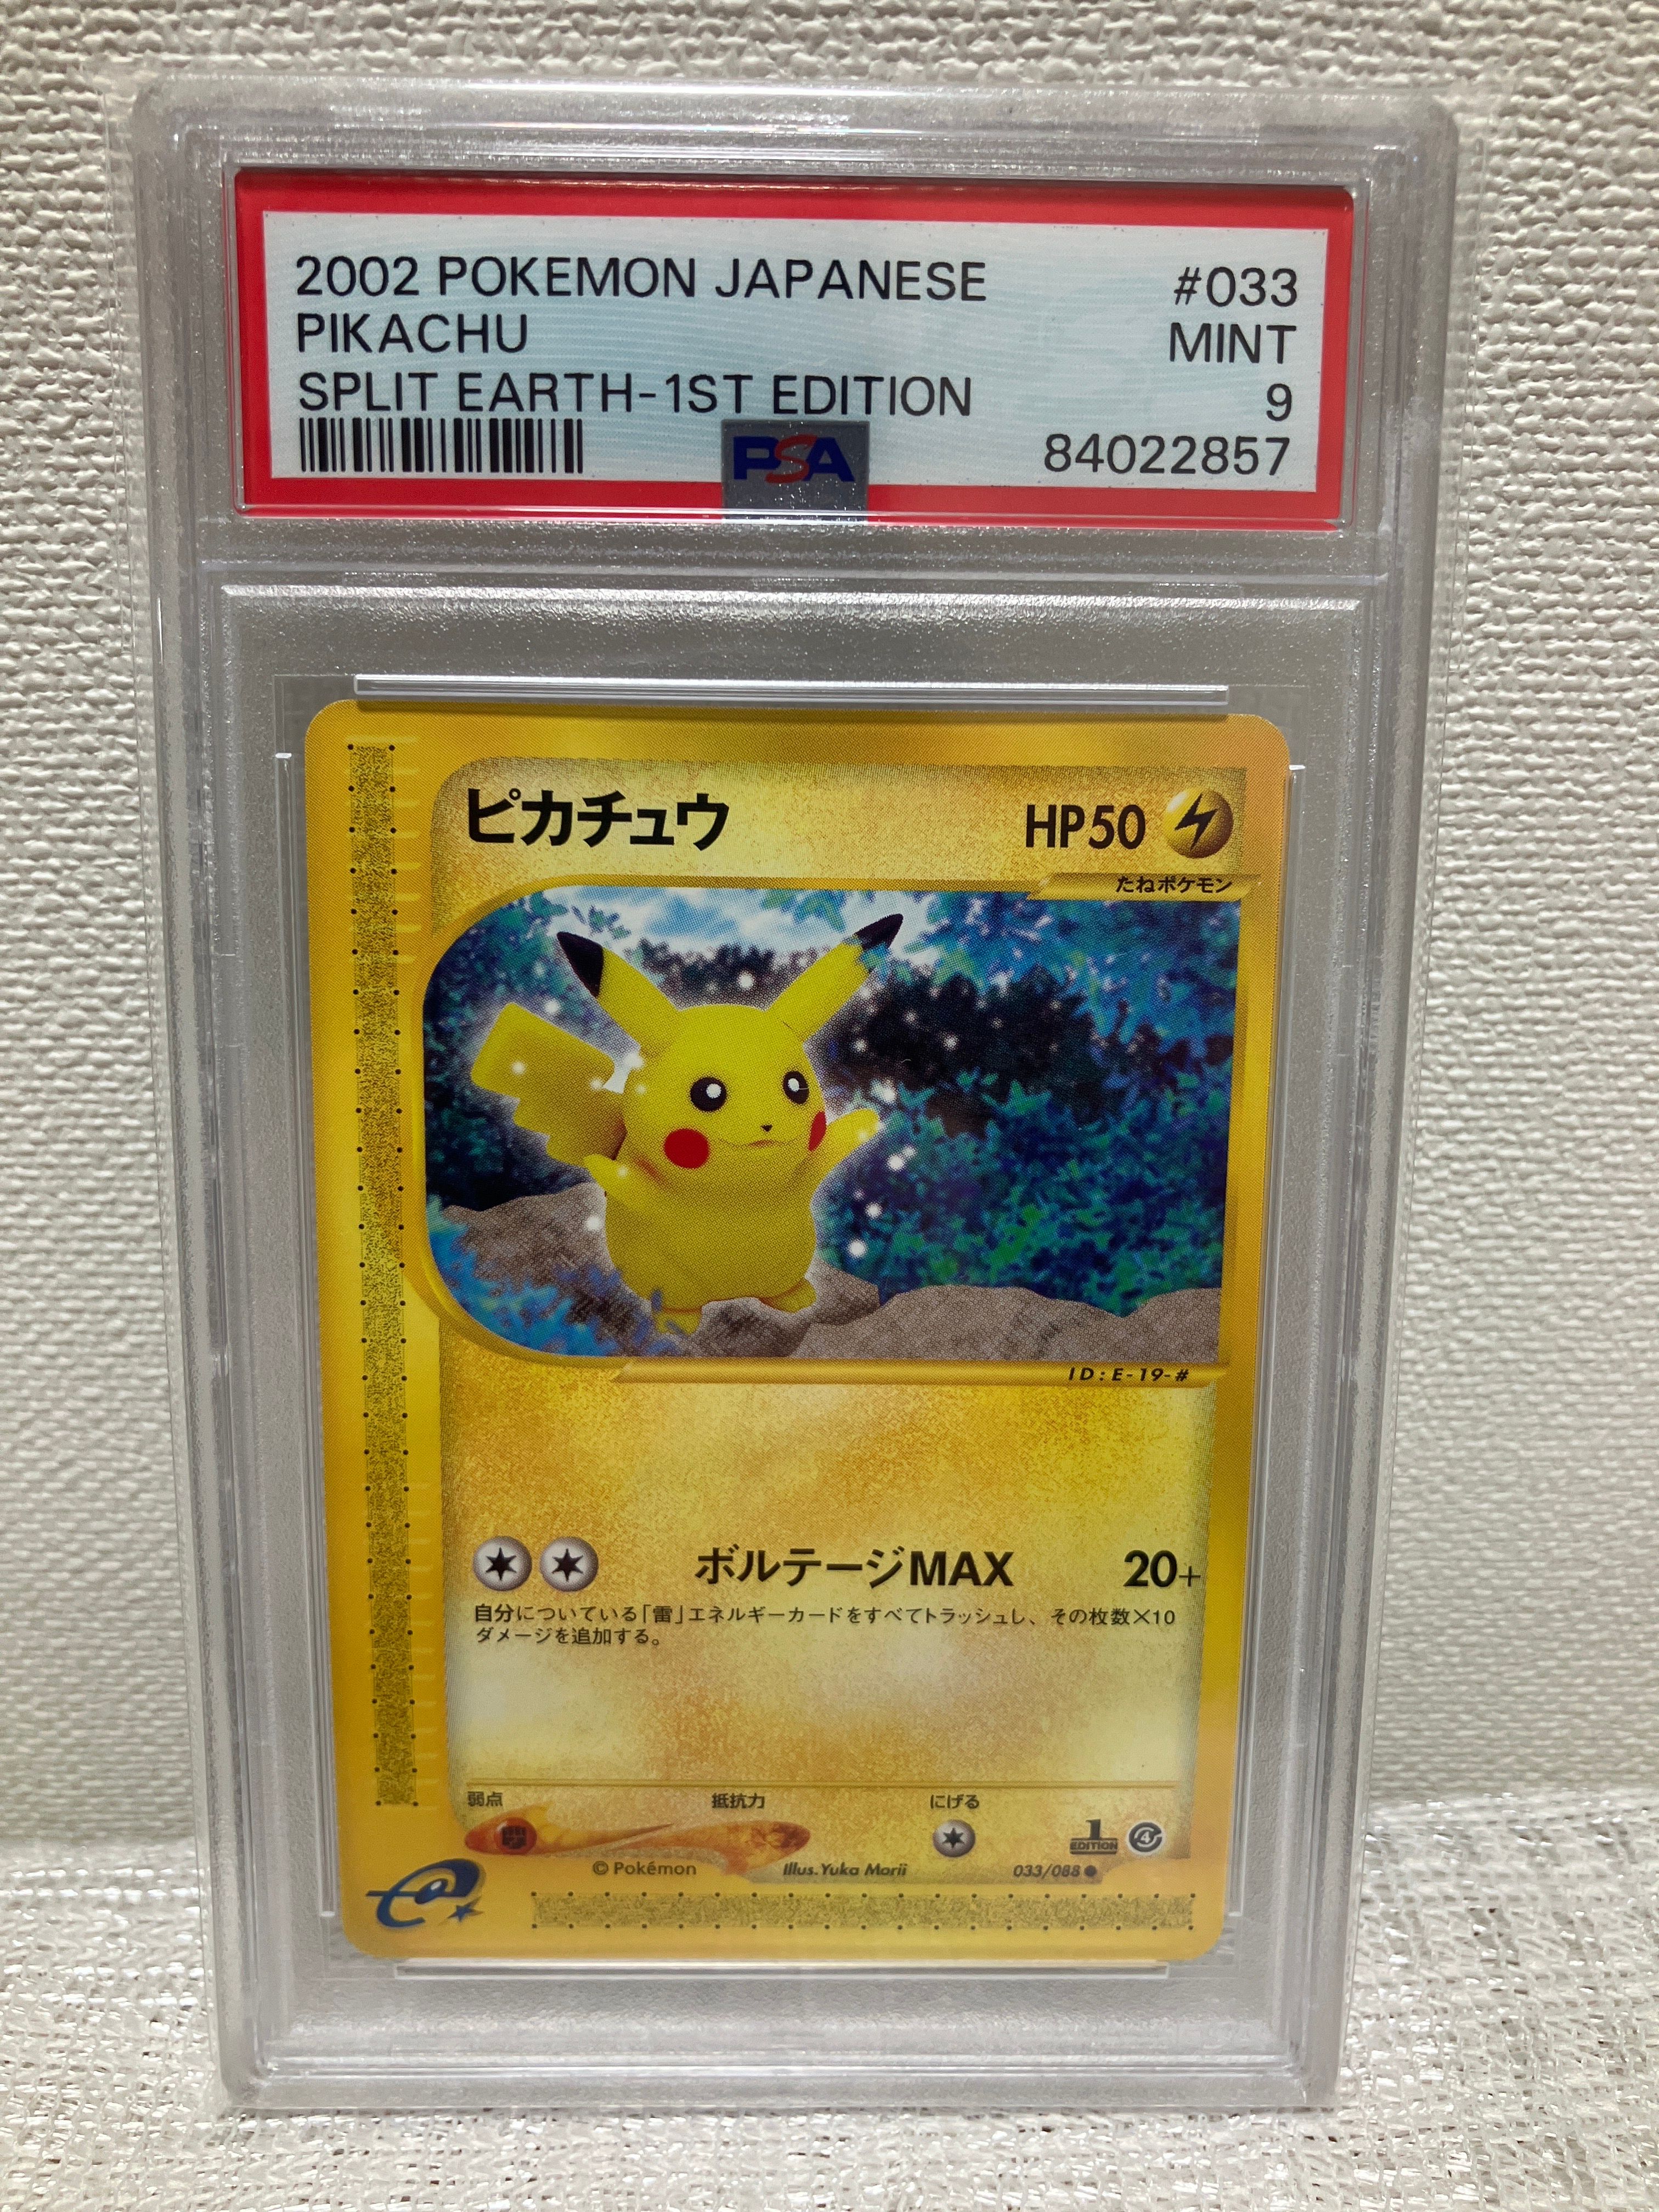 2002 POKEMON JAPANESE #033
PIKACHU MINT
SPLIT EARTH-1ST EDITION 9
PSA 84022857
ピカチュウ HP50
たねポケモン
ID:E-19-#
ボルテージMAX 20+
自分についている「雷」エネルギーカードをすべてトラッシュし、その枚数×10
ダメージを追加する。
弱点 抵抗力 にげる
1 EDITION 4
©Pokémon Illus.Yuka Morii 033/088●
e